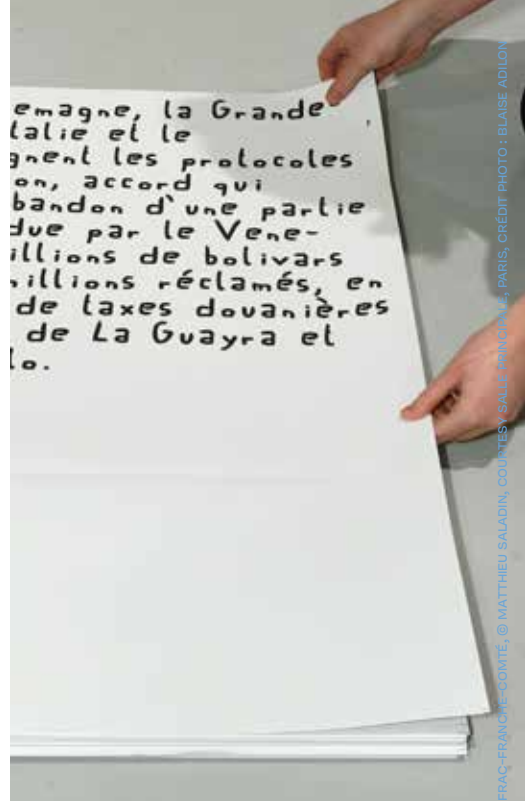 emagne, la Grande
talie et le
gnent les protocoles
on, accord qui
bandon d'une partie
due par le Vene-
illions de bolivars
illions réclamés, en
de taxes douanières
de La Guayra et
lo.
FRAC-FRANCHE-COMTÉ, © MATTHIEU SALADIN, COURTESY SALLE PRINCIPALE, PARIS, CRÉDIT PHOTO : BLAISE ADILON